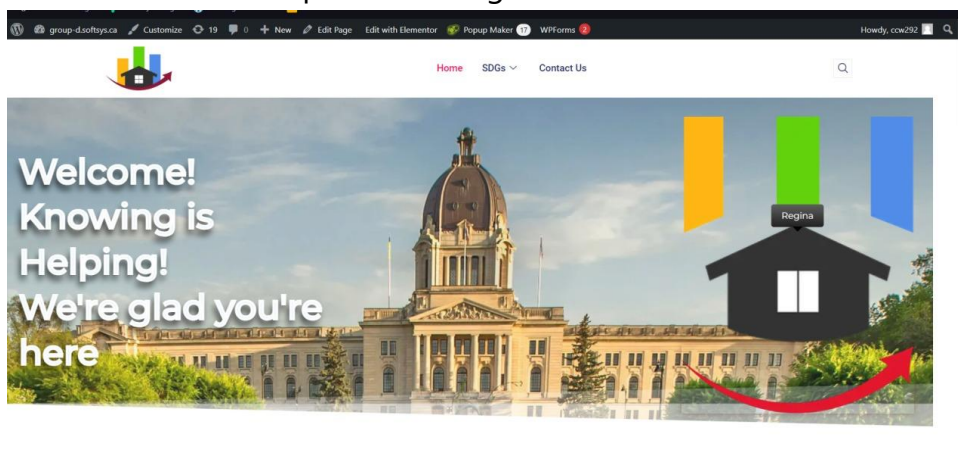 group-d.softsys.ca Customize 19 0 + New Edit Page Edit with Elementor Popup Maker 17 WPForms 2 Howdy, ccw292
Home SDGs Contact Us
Welcome!
Knowing is
Helping!
We're glad you're
here
Regina